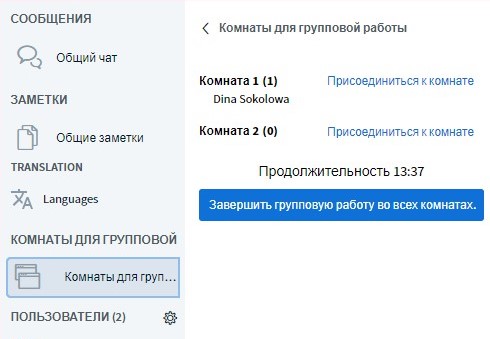 СООБЩЕНИЯ
Общий чат
ЗАМЕТКИ
Общие заметки
TRANSLATION
Languages
КОМНАТЫ ДЛЯ ГРУППОВОЙ
Комнаты для груп...
ПОЛЬЗОВАТЕЛИ (2)
Комнаты для групповой работы
Комната 1 (1) Присоединиться к комнате
Dina Sokolowa
Комната 2 (0) Присоединиться к комнате
Продолжительность 13:37
Завершить групповую работу во всех комнатах.